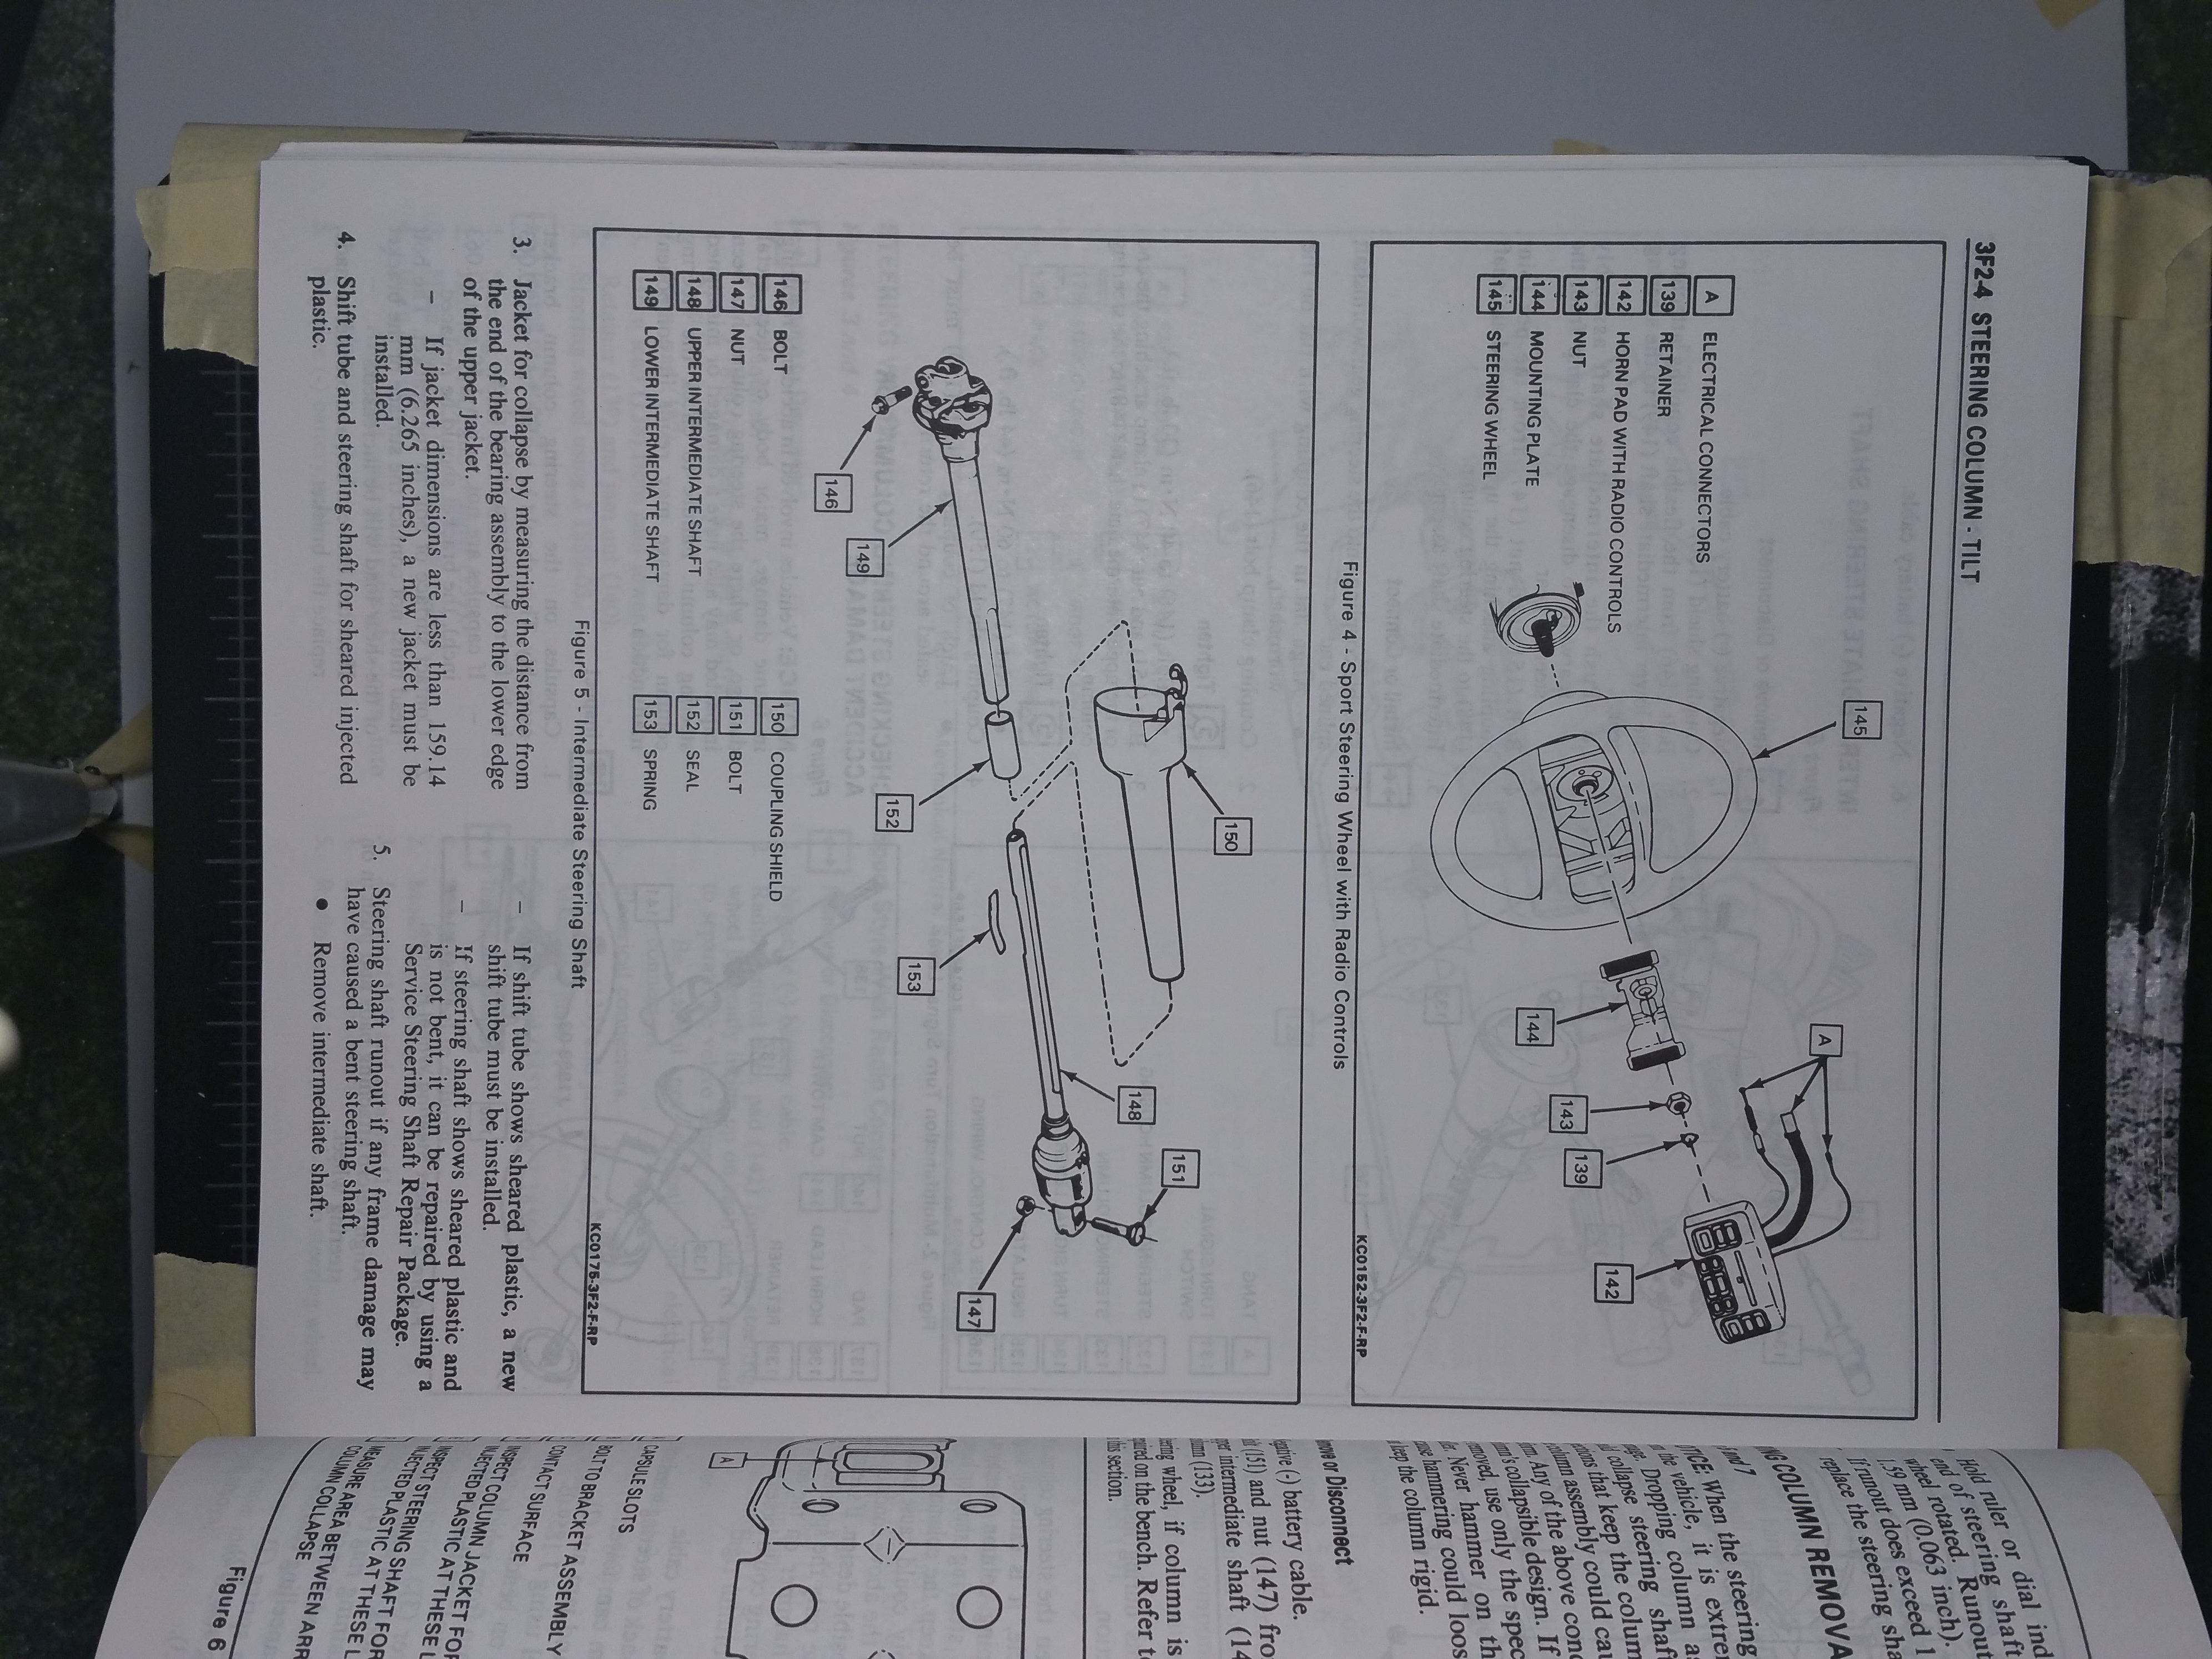 3F2-4 STEERING COLUMN - TILT
A ELECTRICAL CONNECTORS
139 RETAINER
142 HORN PAD WITH RADIO CONTROLS
143 NUT
144 MOUNTING PLATE
145 STEERING WHEEL
145
A
144
143
139
142
KC0152-3F2-F-RP
Figure 4 - Sport Steering Wheel with Radio Controls
150
151
148
146
149
152
153
147
146 BOLT
147 NUT
148 UPPER INTERMEDIATE SHAFT
149 LOWER INTERMEDIATE SHAFT
150 COUPLING SHIELD
151 BOLT
152 SEAL
153 SPRING
KC0175-3F2-F-RP
Figure 5 - Intermediate Steering Shaft
3. Jacket for collapse by measuring the distance from
the end of the bearing assembly to the lower edge
of the upper jacket.
– If jacket dimensions are less than 159.14
mm (6.265 inches), a new jacket must be
installed.
4. Shift tube and steering shaft for sheared injected
plastic.
– If shift tube shows sheared plastic, a new
shift tube must be installed.
– If steering shaft shows sheared plastic and
is not bent, it can be repaired by using a
Service Steering Shaft Repair Package.
5. Steering shaft runout if any frame damage may
have caused a bent steering shaft.
• Remove intermediate shaft.
Hold ruler or dial ind
end of steering shaft
wheel rotated. Runout
1.59 mm (0.063 inch).
If runout does exceed 1
replace the steering sha
COLUMN REMOVA
and 7
When the steering
the vehicle, it is extrem
Dropping column as
collapse steering shaft
column assembly could cau
that keep the colum
Any of the above cond
collapsible design. If
use only the spec
Never hammer on th
hammering could loos
keep the column rigid.
or Disconnect
(-) battery cable.
(151) and nut (147) fro
intermediate shaft (14
(133).
wheel, if column is
on the bench. Refer to
this section.
A
CAPSULE SLOTS
BOLT TO BRACKET ASSEMBLY
CONTACT SURFACE
INSPECT COLUMN JACKET FOR
INJECTED PLASTIC AT THESE L
INSPECT STEERING SHAFT FOR
INJECTED PLASTIC AT THESE L
MEASURE AREA BETWEEN ARR
COLUMN COLLAPSE
Figure 6